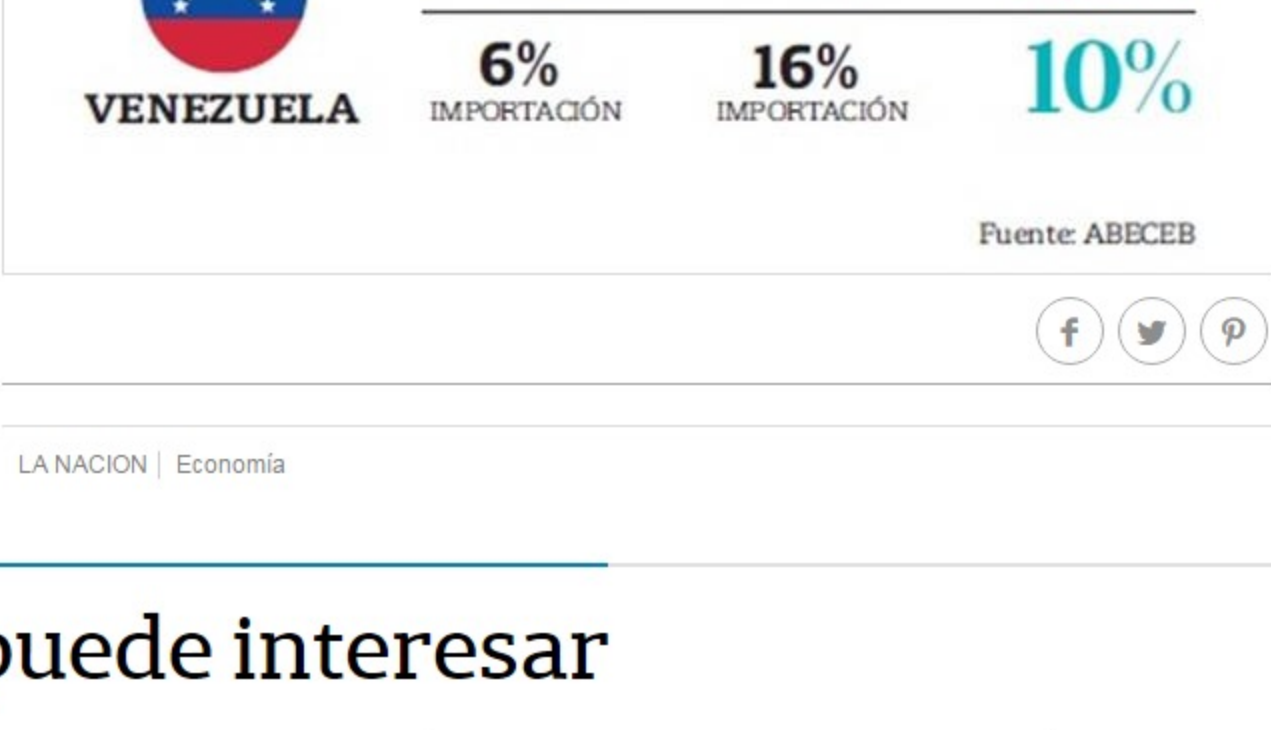 6% 16% 10%
VENEZUELA IMPORTACIÓN IMPORTACIÓN
Fuente: ABECEB
LA NACION | Economía
puede interesar